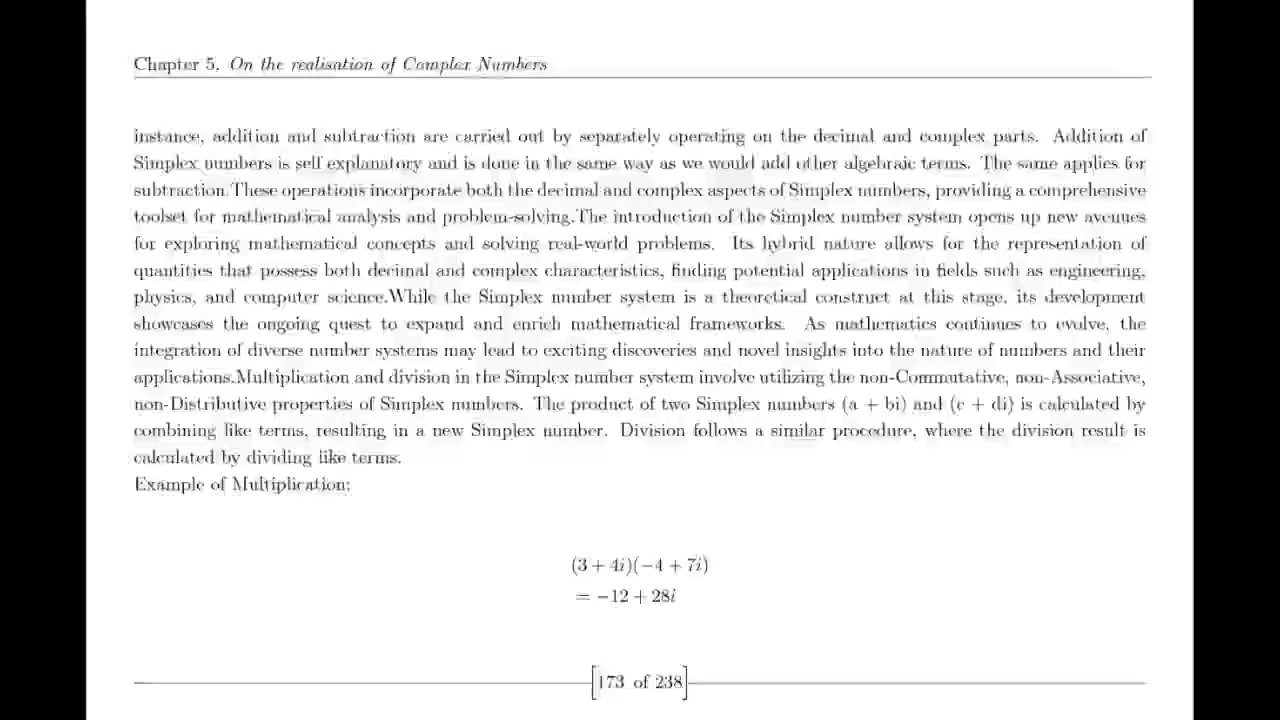 Chapter 5. On the realisation of Complex Numbers
instance, addition and subtraction are carried out by separately operating on the decimal and complex parts. Addition of
Simplex numbers is self explanatory and is done in the same way as we would add other algebraic terms. The same applies for
subtraction.These operations incorporate both the decimal and complex aspects of Simplex numbers, providing a comprehensive
toolset for mathematical analysis and problem-solving.The introduction of the Simplex number system opens up new avenues
for exploring mathematical concepts and solving real-world problems. Its hybrid nature allows for the representation of
quantities that possess both decimal and complex characteristics, finding potential applications in fields such as engineering,
physics, and computer science.While the Simplex number system is a theoretical construct at this stage, its development
showcases the ongoing quest to expand and enrich mathematical frameworks. As mathematics continues to evolve, the
integration of diverse number systems may lead to exciting discoveries and novel insights into the nature of numbers and their
applications.Multiplication and division in the Simplex number system involve utilizing the non-Commutative, non-Associative,
non-Distributive properties of Simplex numbers. The product of two Simplex numbers (a + bi) and (c + di) is calculated by
combining like terms, resulting in a new Simplex number. Division follows a similar procedure, where the division result is
calculated by dividing like terms.
Example of Multiplication:
(3 + 4i)(−4 + 7i)
= −12 + 28i
[173 of 238]